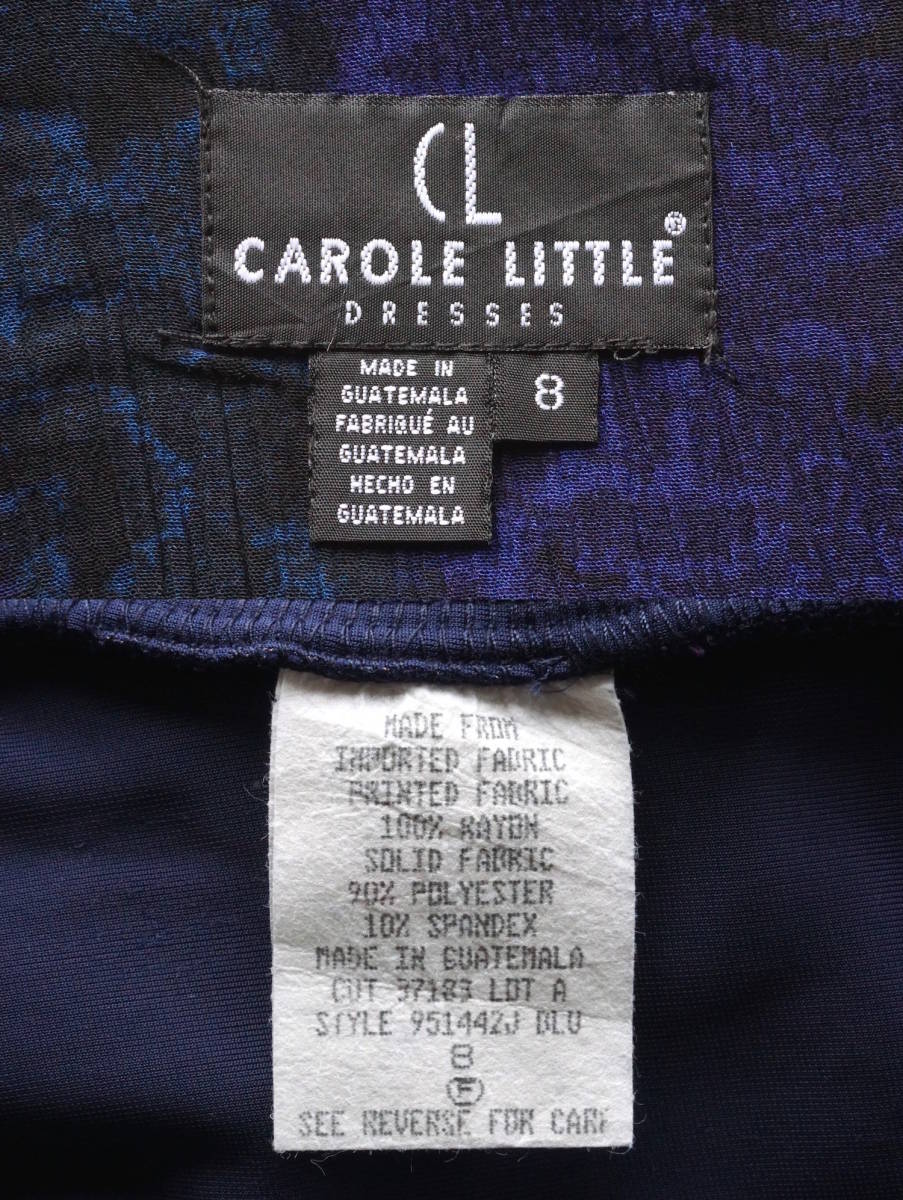 CL
CAROLE LITTLE®
DRESSES
MADE IN
GUATEMALA
FABRIQUÉ AU
GUATEMALA
HECHO EN
GUATEMALA
8
MADE FROM
IMPORTED FABRIC
PRINTED FABRIC
100% RAYON
SOLID FABRIC
90% POLYESTER
10% SPANDEX
MADE IN GUATEMALA
CUT 37183 LOT A
STYLE 951442J BLU
8
F
SEE REVERSE FOR CARE